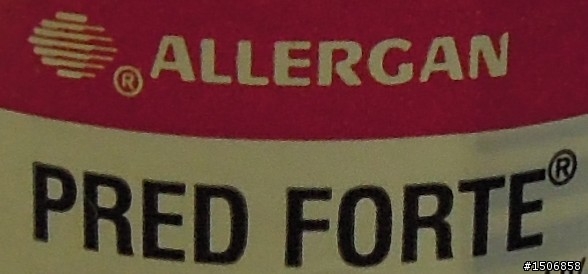 ® ALLERGAN
PRED FORTE®
#1506858